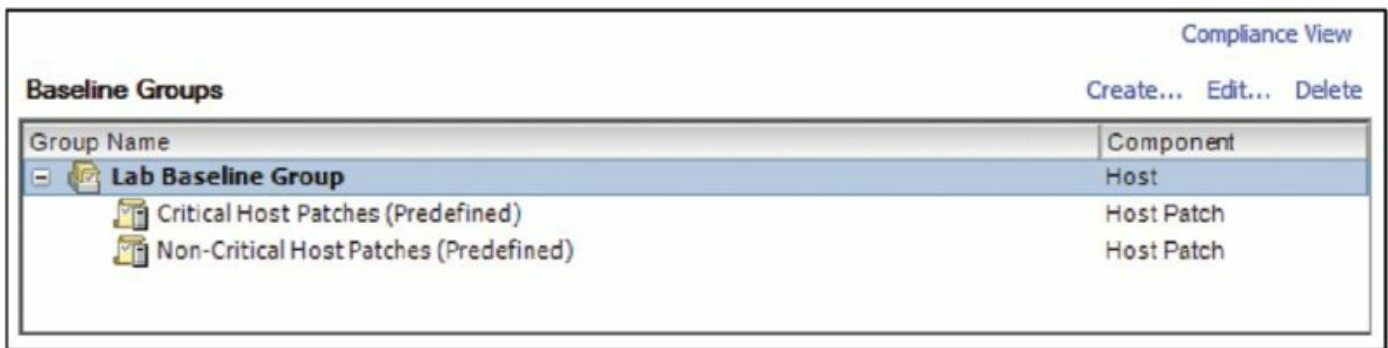 Compliance View
Baseline Groups Create... Edit... Delete
Group Name Component
Lab Baseline Group Host
Critical Host Patches (Predefined) Host Patch
Non-Critical Host Patches (Predefined) Host Patch